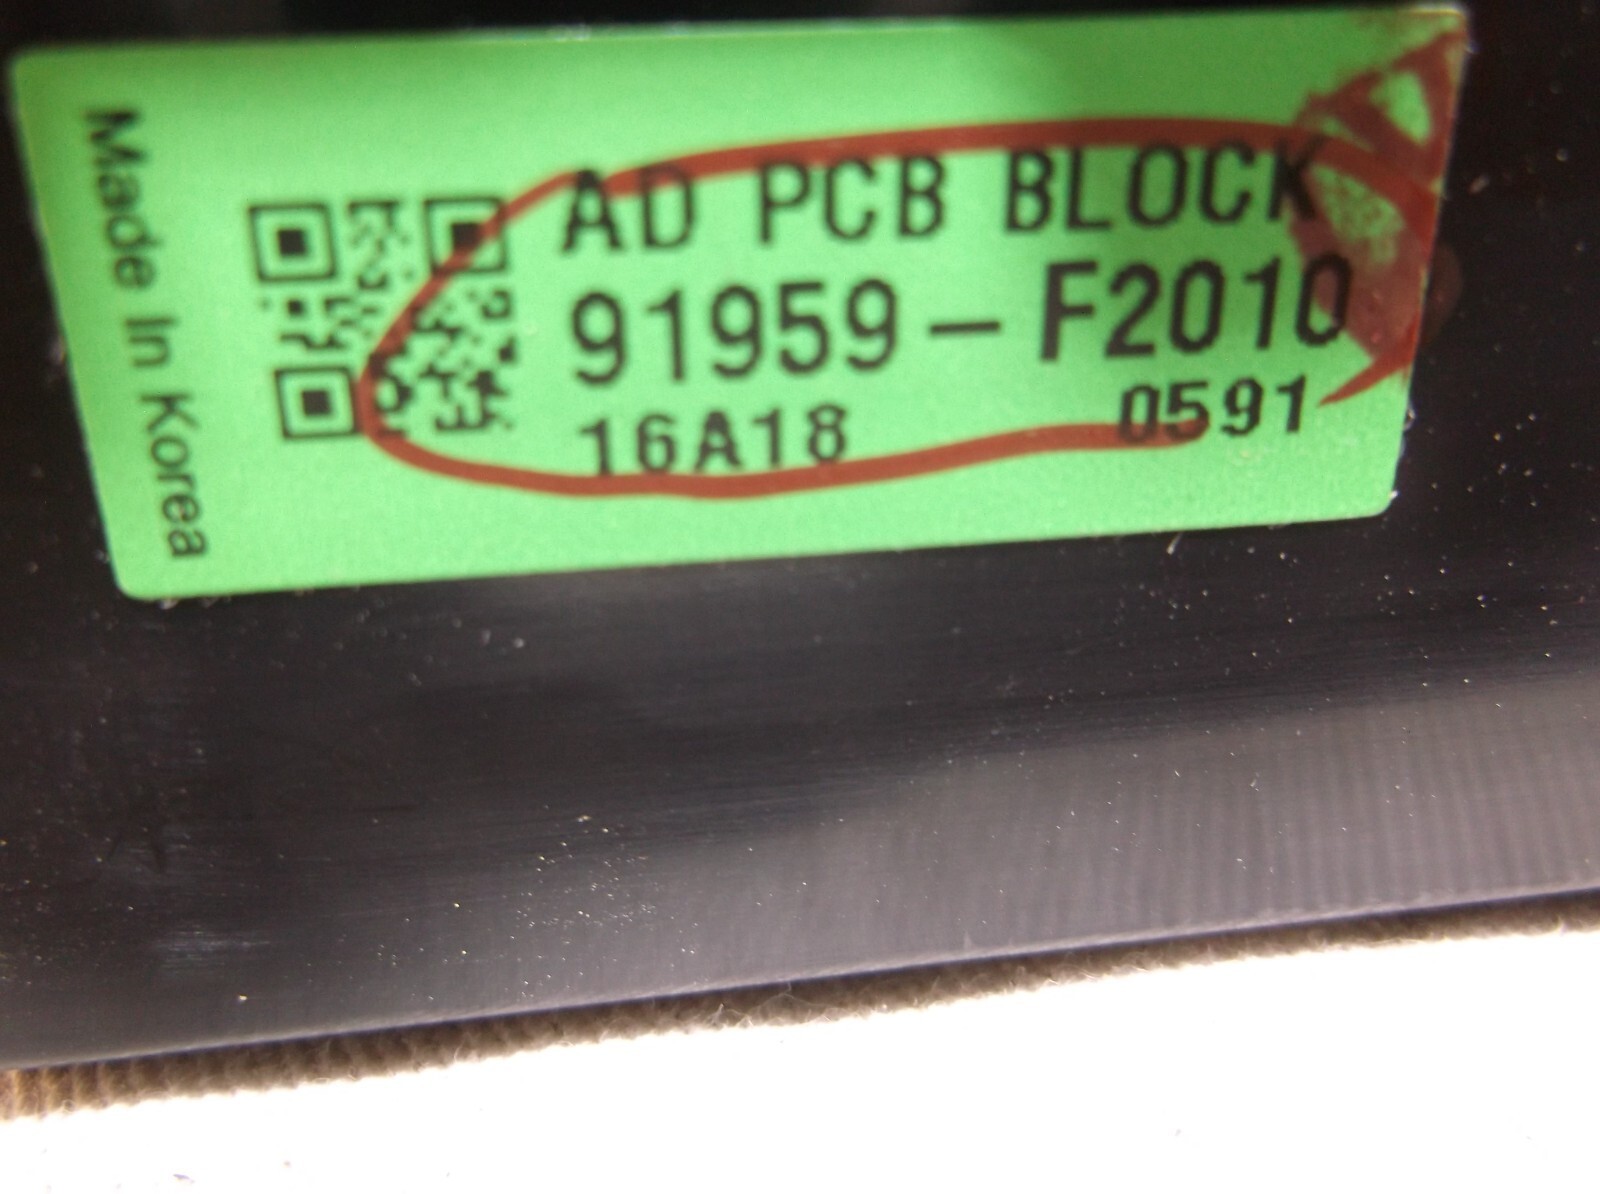 Made In Korea
AD PCB BLOCK
91959-F2010
16A18 0591